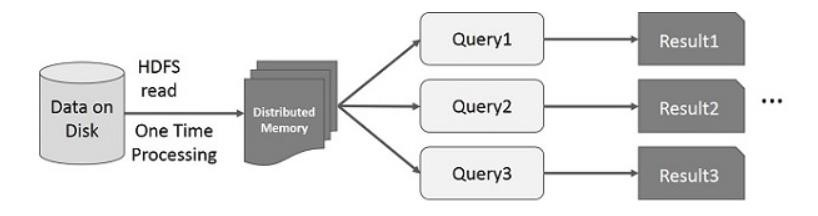 HDFS
read
Data on
Disk
One Time
Processing
Distributed
Memory
Query1
Result1
Query2
Result2
...
Query3
Result3